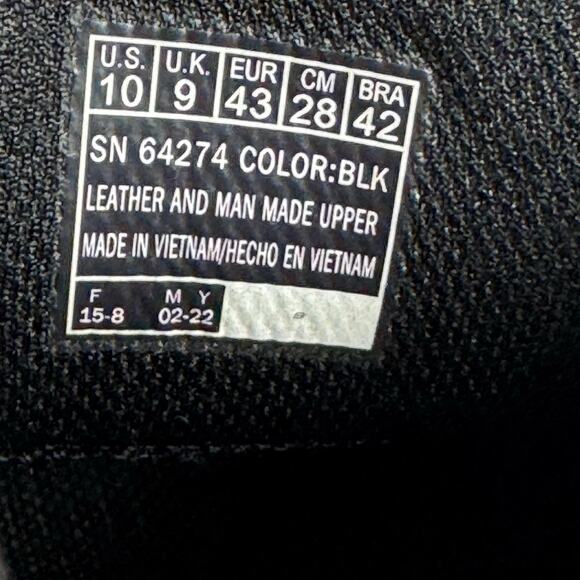 U.S. U.K. EUR CM BRA
10 9 43 28 42
SN 64274 COLOR:BLK
LEATHER AND MAN MADE UPPER
MADE IN VIETNAM/HECHO EN VIETNAM
F M Y
15-8 02-22